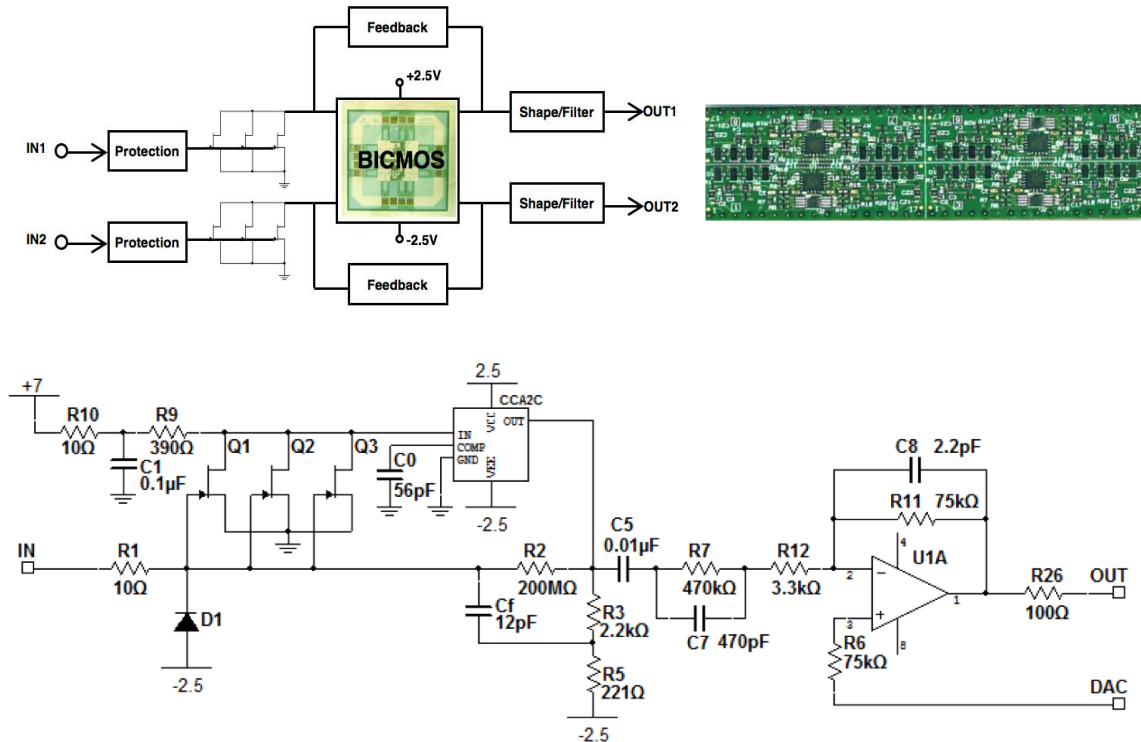 Feedback
+2.5V
IN1
Protection
Shape/Filter
OUT1
BICMOS
IN2
Protection
Shape/Filter
OUT2
-2.5V
Feedback
+7
R10
10Ω
R9
390Ω
C1
0.1µF
Q1
Q2
Q3
2.5
CCA2C
VCC
OUT
IN
COMP
GND
VEE
C0
56pF
-2.5
IN
R1
10Ω
D1
-2.5
R2
200MΩ
Cf
12pF
R3
2.2kΩ
R5
221Ω
-2.5
C5
0.01µF
R7
470kΩ
C7 470pF
R12
3.3kΩ
C8 2.2pF
R11 75kΩ
4
U1A
2
3
1
8
R6
75kΩ
R26
100Ω
OUT
DAC